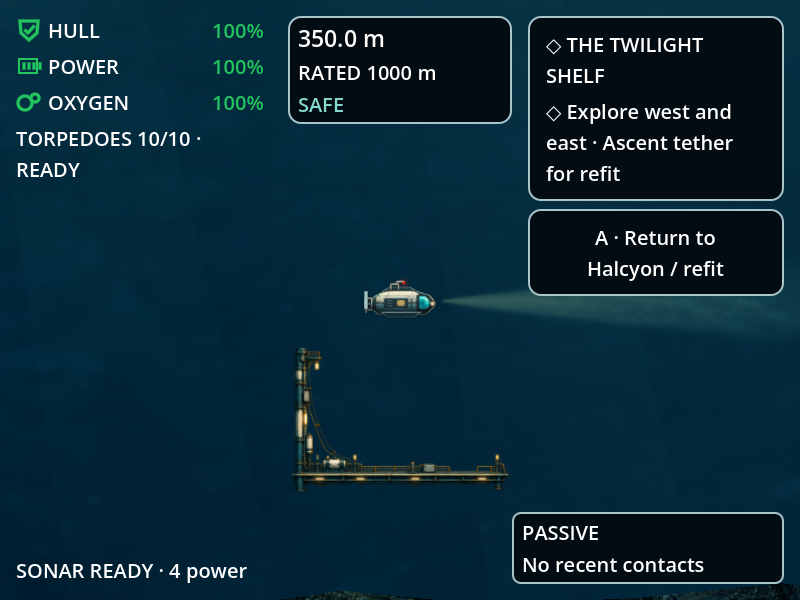 HULL 100%
POWER 100%
OXYGEN 100%
TORPEDOES 10/10 ·
READY
350.0 m
RATED 1000 m
SAFE
◇ THE TWILIGHT
SHELF
◇ Explore west and
east · Ascent tether
for refit
A · Return to
Halcyon / refit
SONAR READY · 4 power
PASSIVE
No recent contacts